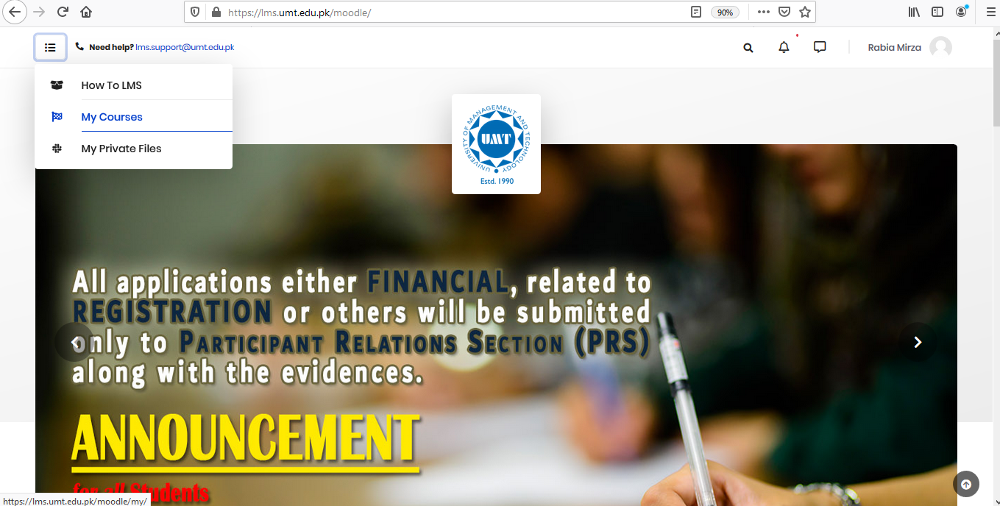 https://lms.umt.edu.pk/moodle/
90%
Need help? lms.support@umt.edu.pk
Rabia Mirza
How To LMS
My Courses
My Private Files
UNIVERSITY OF MANAGEMENT AND TECHNOLOGY
UMT
Estd. 1990
All applications either FINANCIAL, related to
REGISTRATION or others will be submitted
only to PARTICIPANT RELATIONS SECTION (PRS)
along with the evidences.
ANNOUNCEMENT
for all Students
https://lms.umt.edu.pk/moodle/my/